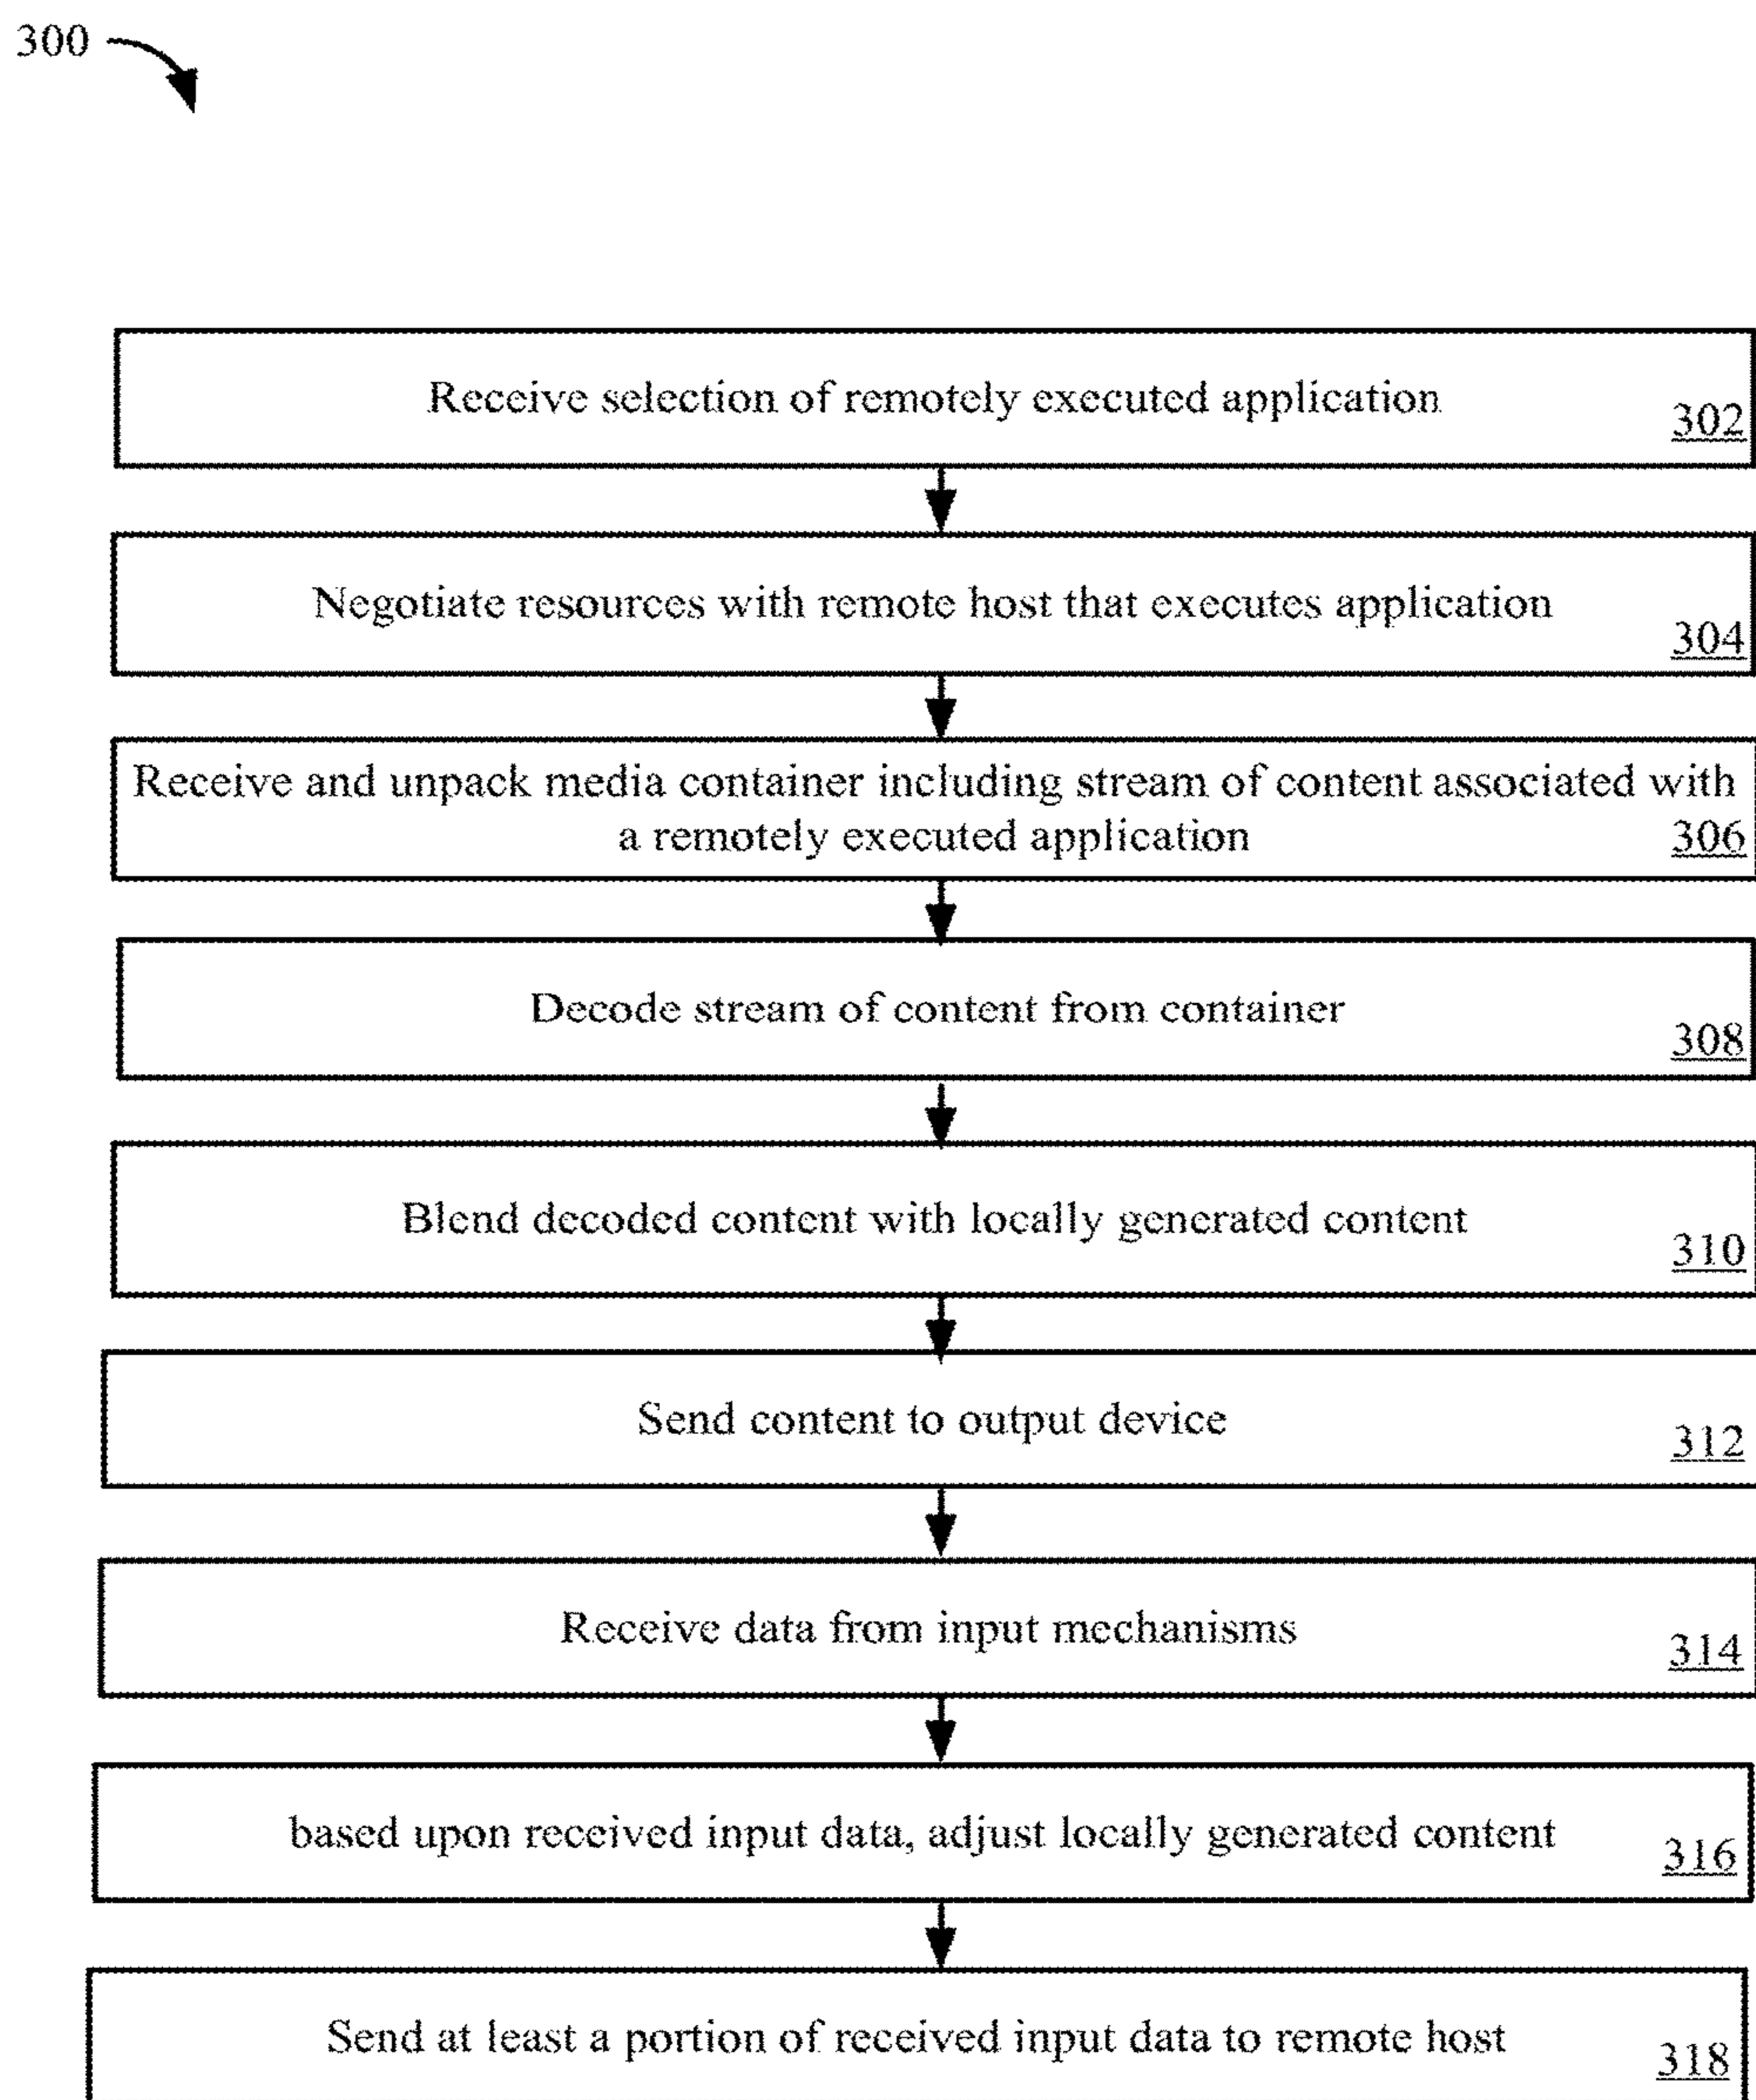 300
Receive selection of remotely executed application
302
Negotiate resources with remote host that executes application
304
Receive and unpack media container including stream of content associated with
a remotely executed application
306
Decode stream of content from container
308
Blend decoded content with locally generated content
310
Send content to output device
312
Receive data from input mechanisms
314
based upon received input data, adjust locally generated content
316
Send at least a portion of received input data to remote host
318